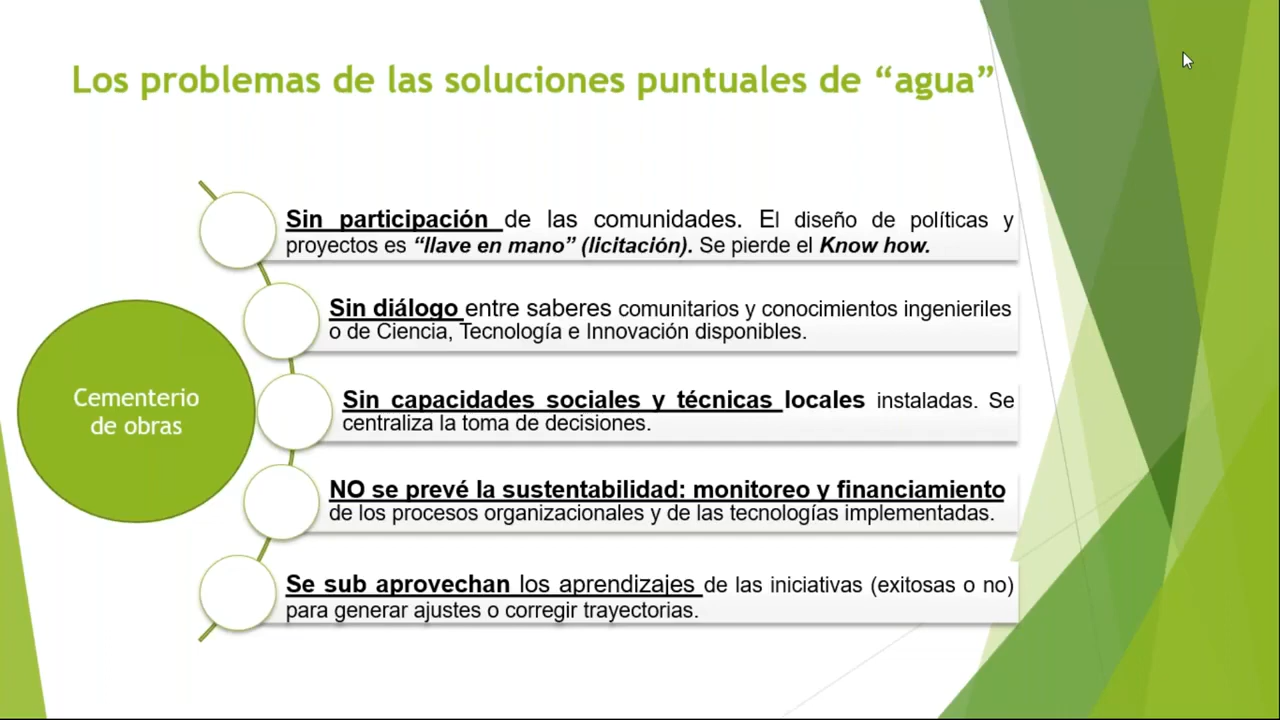 Los problemas de las soluciones puntuales de “agua”
Sin participación de las comunidades. El diseño de políticas y
proyectos es “llave en mano” (licitación). Se pierde el Know how.
Sin diálogo entre saberes comunitarios y conocimientos ingenieriles
o de Ciencia, Tecnología e Innovación disponibles.
Cementerio
de obras
Sin capacidades sociales y técnicas locales instaladas. Se
centraliza la toma de decisiones.
NO se prevé la sustentabilidad: monitoreo y financiamiento
de los procesos organizacionales y de las tecnologías implementadas.
Se sub aprovechan los aprendizajes de las iniciativas (exitosas o no)
para generar ajustes o corregir trayectorias.